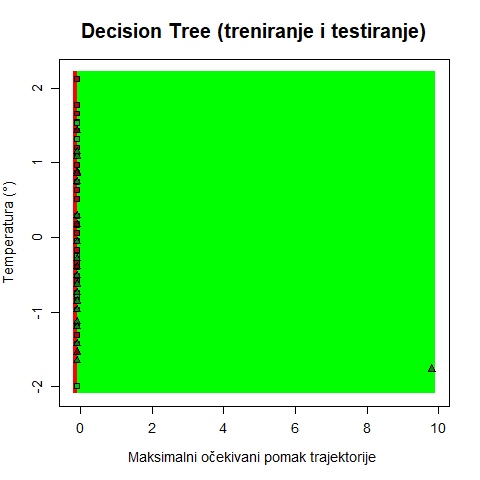 Decision Tree (treniranje i testiranje)
Temperatura (°)
2
1
0
-1
-2
0 2 4 6 8 10
Maksimalni očekivani pomak trajektorije